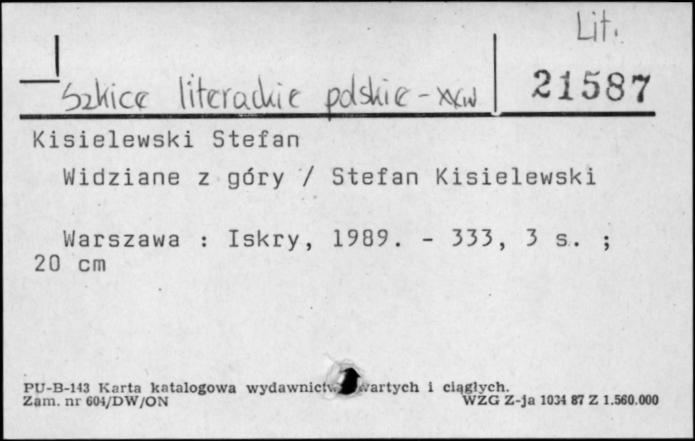 Lit.
Szkice literackie polskie - XXw
21587
Kisielewski Stefan
Widziane z góry / Stefan Kisielewski
Warszawa : Iskry, 1989. - 333, 3 s. ;
20 cm
PU-B-143 Karta katalogowa wydawnictw zwartych i ciągłych.
Zam. nr 604/DW/ON WZG Z-ja 1034 87 Z 1.560.000